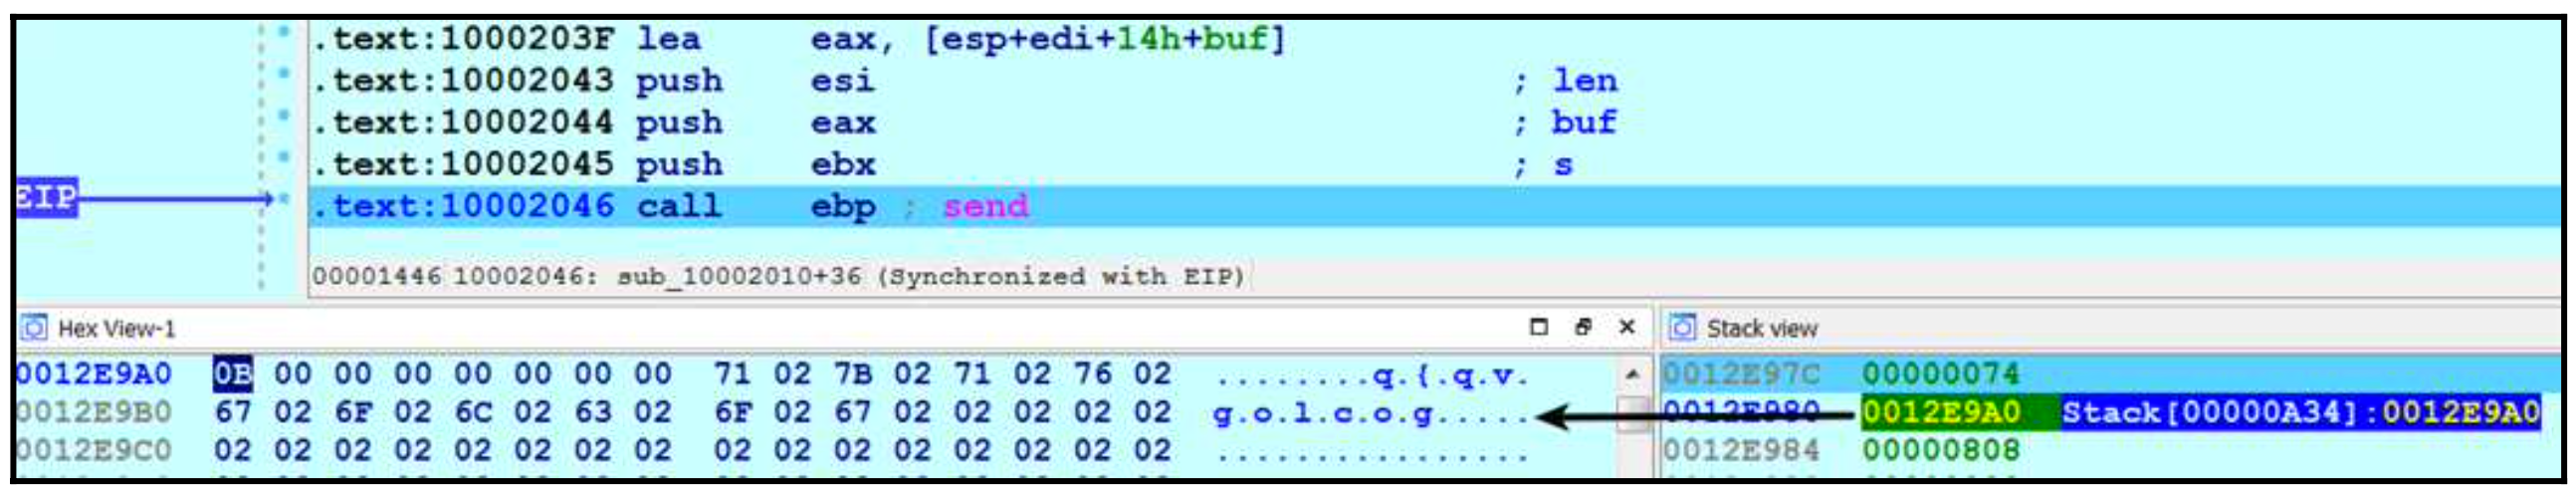 .text:1000203F lea eax, [esp+edi+14h+buf]
.text:10002043 push esi ; len
.text:10002044 push eax ; buf
.text:10002045 push ebx ; s
EIP .text:10002046 call ebp ; send
00001446 10002046: sub_10002010+36 (Synchronized with EIP)
Hex View-1
0012E9A0 0B 00 00 00 00 00 00 00 71 02 7B 02 71 02 76 02 ........q.{.q.v.
0012E9B0 67 02 6F 02 6C 02 63 02 6F 02 67 02 02 02 02 02 g.o.l.c.o.g.....
0012E9C0 02 02 02 02 02 02 02 02 02 02 02 02 02 02 02 02 ................
Stack view
0012E97C 00000074
0012E980 0012E9A0 Stack[00000A34]:0012E9A0
0012E984 00000808